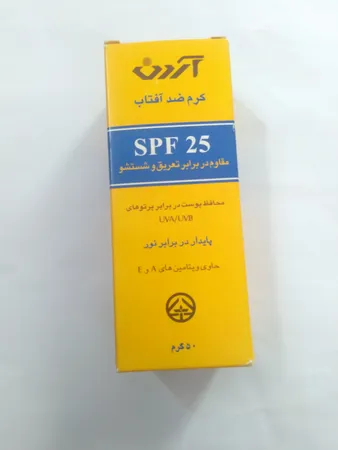 آردن
کرم ضد آفتاب
SPF 25
مقاوم در برابر تعریق و شستشو
محافظ پوست در برابر پرتوهای
UVA/UVB
پایدار در برابر نور
حاوی ویتامین های A و E
۵۰ گرم